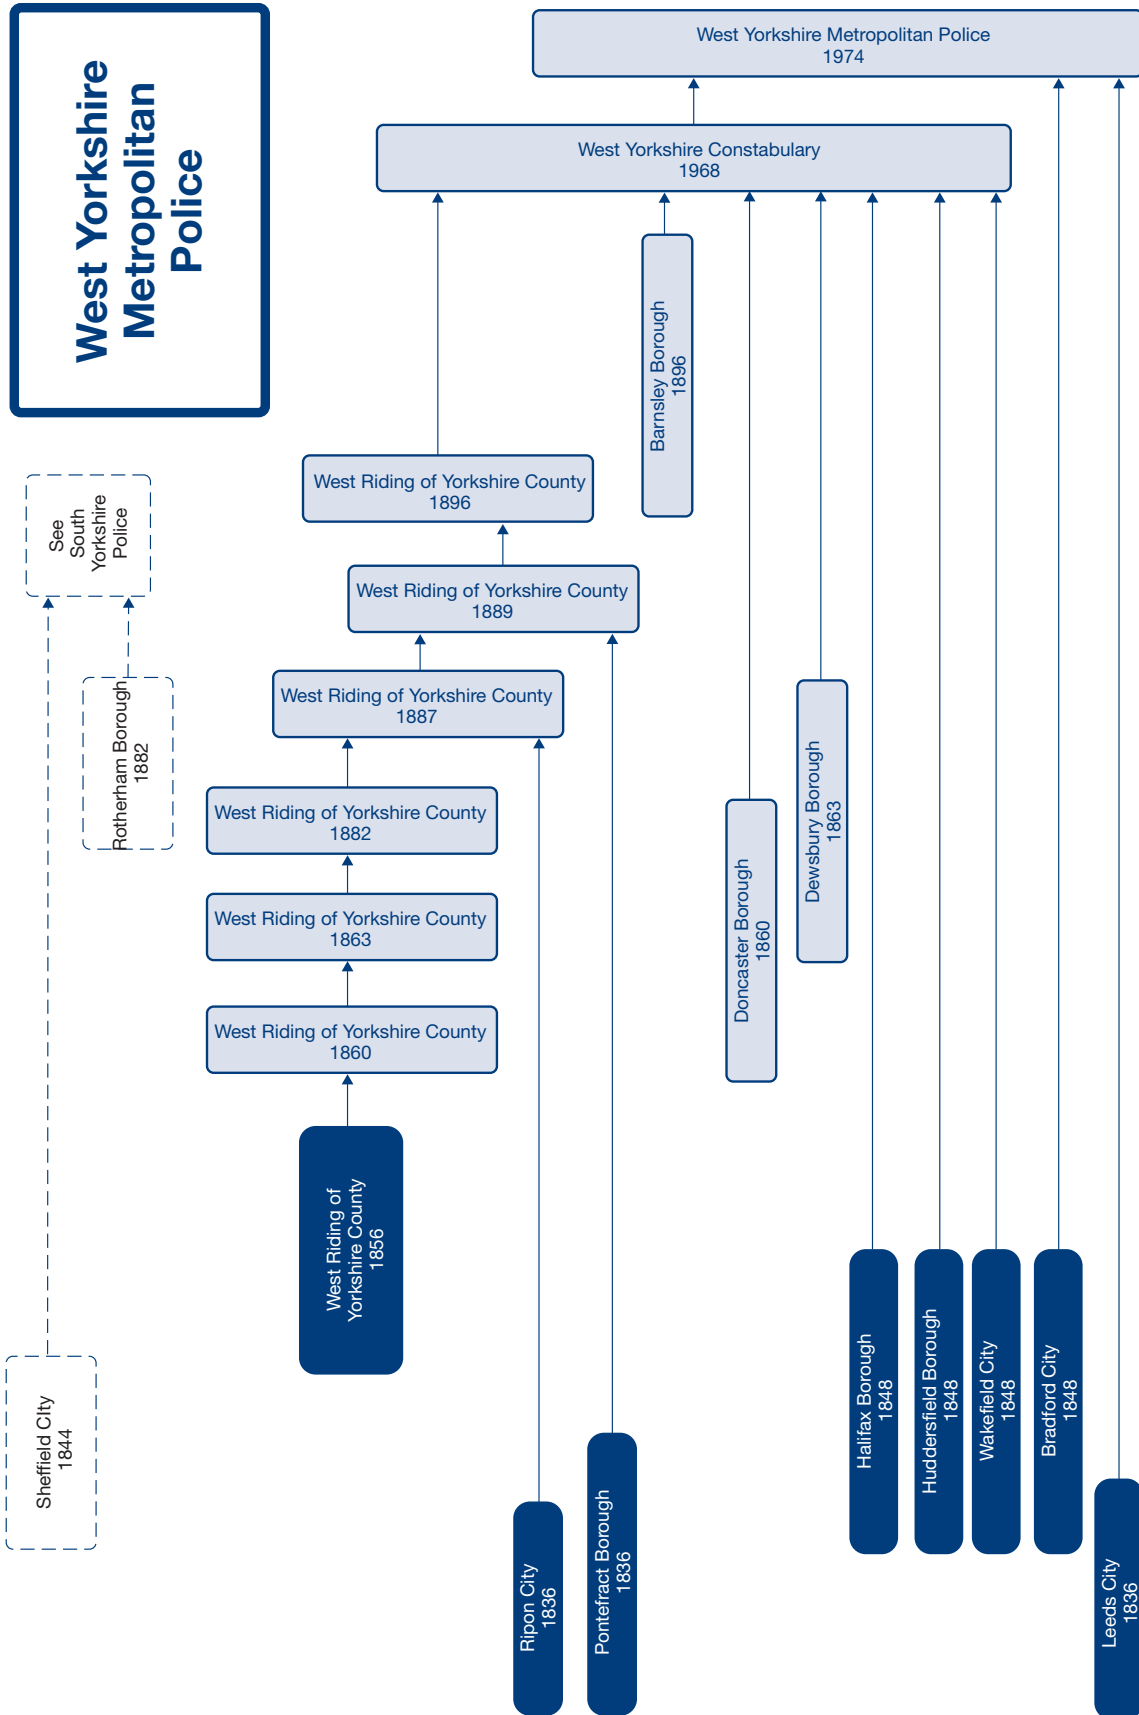 West Yorkshire
Metropolitan
Police
West Yorkshire Metropolitan Police
1974
West Yorkshire Constabulary
1968
Barnsley Borough
1896
West Riding of Yorkshire County
1896
See
South
Yorkshire
Police
West Riding of Yorkshire County
1889
West Riding of Yorkshire County
1887
Rotherham Borough
1882
West Riding of Yorkshire County
1882
Dewsbury Borough
1863
West Riding of Yorkshire County
1863
Doncaster Borough
1860
West Riding of Yorkshire County
1860
West Riding of
Yorkshire County
1856
Sheffield CIty
1844
Halifax Borough
1848
Huddersfield Borough
1848
Wakefield City
1848
Bradford City
1848
Ripon City
1836
Pontefract Borough
1836
Leeds City
1836